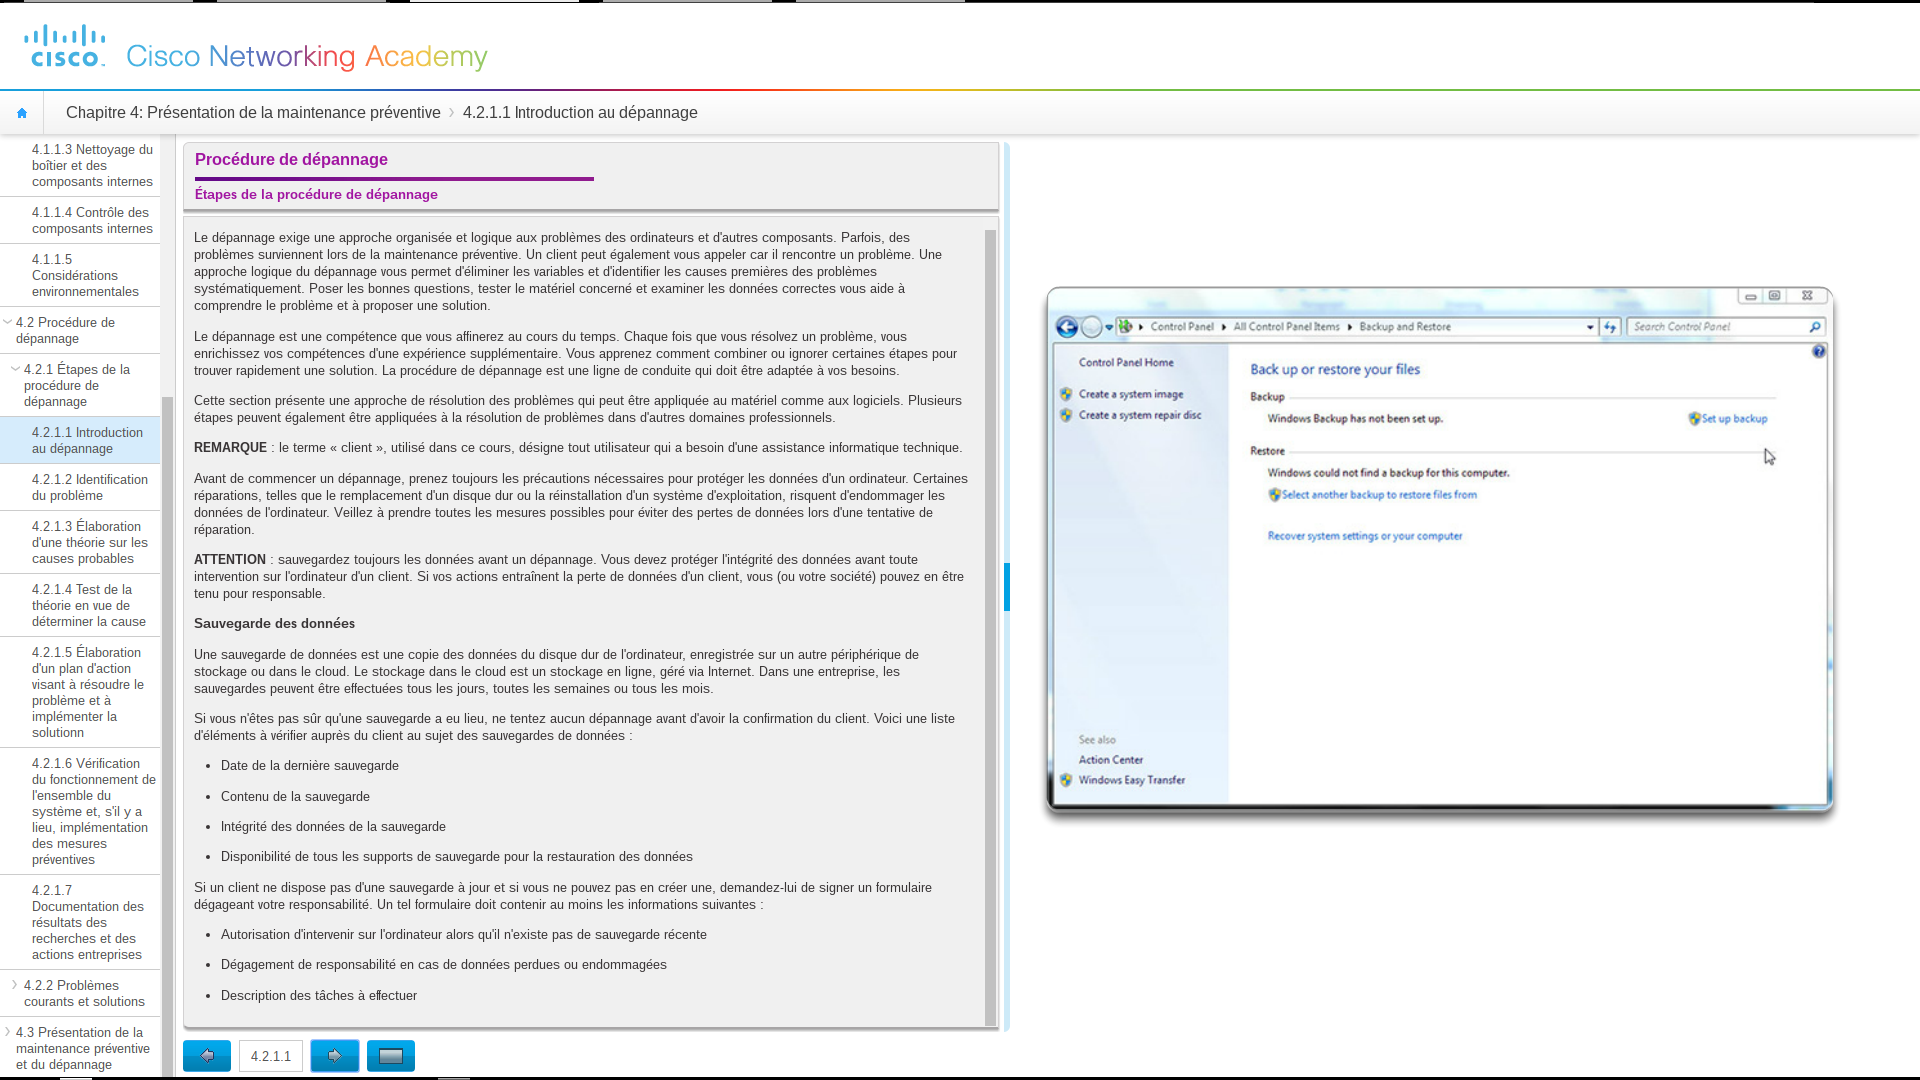 cisco
Cisco Networking Academy
Chapitre 4: Présentation de la maintenance préventive
4.2.1.1 Introduction au dépannage
4.1.1.3 Nettoyage du
boîtier et des
composants internes
4.1.1.4 Contrôle des
composants internes
4.1.1.5
Considérations
environnementales
4.2 Procédure de
dépannage
4.2.1 Étapes de la
procédure de
dépannage
4.2.1.1 Introduction
au dépannage
4.2.1.2 Identification
du problème
4.2.1.3 Élaboration
d'une théorie sur les
causes probables
4.2.1.4 Test de la
théorie en vue de
déterminer la cause
4.2.1.5 Élaboration
d'un plan d'action
visant à résoudre le
problème et à
implémenter la
solutionn
4.2.1.6 Vérification
du fonctionnement de
l'ensemble du
système et, s'il y a
lieu, implémentation
des mesures
préventives
4.2.1.7
Documentation des
résultats des
recherches et des
actions entreprises
4.2.2 Problèmes
courants et solutions
4.3 Présentation de la
maintenance préventive
et du dépannage
Procédure de dépannage
Étapes de la procédure de dépannage
Le dépannage exige une approche organisée et logique aux problèmes des ordinateurs et d'autres composants. Parfois, des
problèmes surviennent lors de la maintenance préventive. Un client peut également vous appeler car il rencontre un problème. Une
approche logique du dépannage vous permet d'éliminer les variables et d'identifier les causes premières des problèmes
systématiquement. Poser les bonnes questions, tester le matériel concerné et examiner les données correctes vous aide à
comprendre le problème et à proposer une solution.
Le dépannage est une compétence que vous affinerez au cours du temps. Chaque fois que vous résolvez un problème, vous
enrichissez vos compétences d'une expérience supplémentaire. Vous apprenez comment combiner ou ignorer certaines étapes pour
trouver rapidement une solution. La procédure de dépannage est une ligne de conduite qui doit être adaptée à vos besoins.
Cette section présente une approche de résolution des problèmes qui peut être appliquée au matériel comme aux logiciels. Plusieurs
étapes peuvent également être appliquées à la résolution de problèmes dans d'autres domaines professionnels.
REMARQUE : le terme « client », utilisé dans ce cours, désigne tout utilisateur qui a besoin d'une assistance informatique technique.
Avant de commencer un dépannage, prenez toujours les précautions nécessaires pour protéger les données d'un ordinateur. Certaines
réparations, telles que le remplacement d'un disque dur ou la réinstallation d'un système d'exploitation, risquent d'endommager les
données de l'ordinateur. Veillez à prendre toutes les mesures possibles pour éviter des pertes de données lors d'une tentative de
réparation.
ATTENTION : sauvegardez toujours les données avant un dépannage. Vous devez protéger l'intégrité des données avant toute
intervention sur l'ordinateur d'un client. Si vos actions entraînent la perte de données d'un client, vous (ou votre société) pouvez en être
tenu pour responsable.
Sauvegarde des données
Une sauvegarde de données est une copie des données du disque dur de l'ordinateur, enregistrée sur un autre périphérique de
stockage ou dans le cloud. Le stockage dans le cloud est un stockage en ligne, géré via Internet. Dans une entreprise, les
sauvegardes peuvent être effectuées tous les jours, toutes les semaines ou tous les mois.
Si vous n'êtes pas sûr qu'une sauvegarde a eu lieu, ne tentez aucun dépannage avant d'avoir la confirmation du client. Voici une liste
d'éléments à vérifier auprès du client au sujet des sauvegardes de données :
• Date de la dernière sauvegarde
• Contenu de la sauvegarde
• Intégrité des données de la sauvegarde
• Disponibilité de tous les supports de sauvegarde pour la restauration des données
Si un client ne dispose pas d'une sauvegarde à jour et si vous ne pouvez pas en créer une, demandez-lui de signer un formulaire
dégageant votre responsabilité. Un tel formulaire doit contenir au moins les informations suivantes :
• Autorisation d'intervenir sur l'ordinateur alors qu'il n'existe pas de sauvegarde récente
• Dégagement de responsabilité en cas de données perdues ou endommagées
• Description des tâches à effectuer
4.2.1.1
Control Panel
All Control Panel Items
Backup and Restore
Search Control Panel
Control Panel Home
Create a system image
Create a system repair disc
Back up or restore your files
Backup
Windows Backup has not been set up.
Set up backup
Restore
Windows could not find a backup for this computer.
Select another backup to restore files from
Recover system settings or your computer
See also
Action Center
Windows Easy Transfer